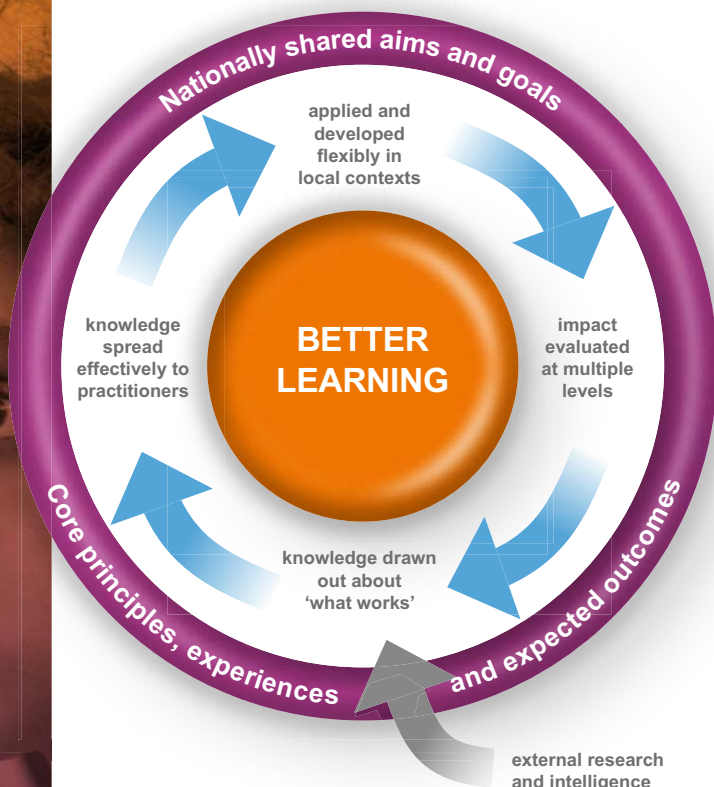 Nationally shared aims and goals
applied and
developed
flexibly in
local contexts
knowledge
spread
effectively to
practitioners
BETTER
LEARNING
impact
evaluated
at multiple
levels
knowledge drawn
out about
‘what works’
Core principles, experiences
and expected outcomes
external research
and intelligence